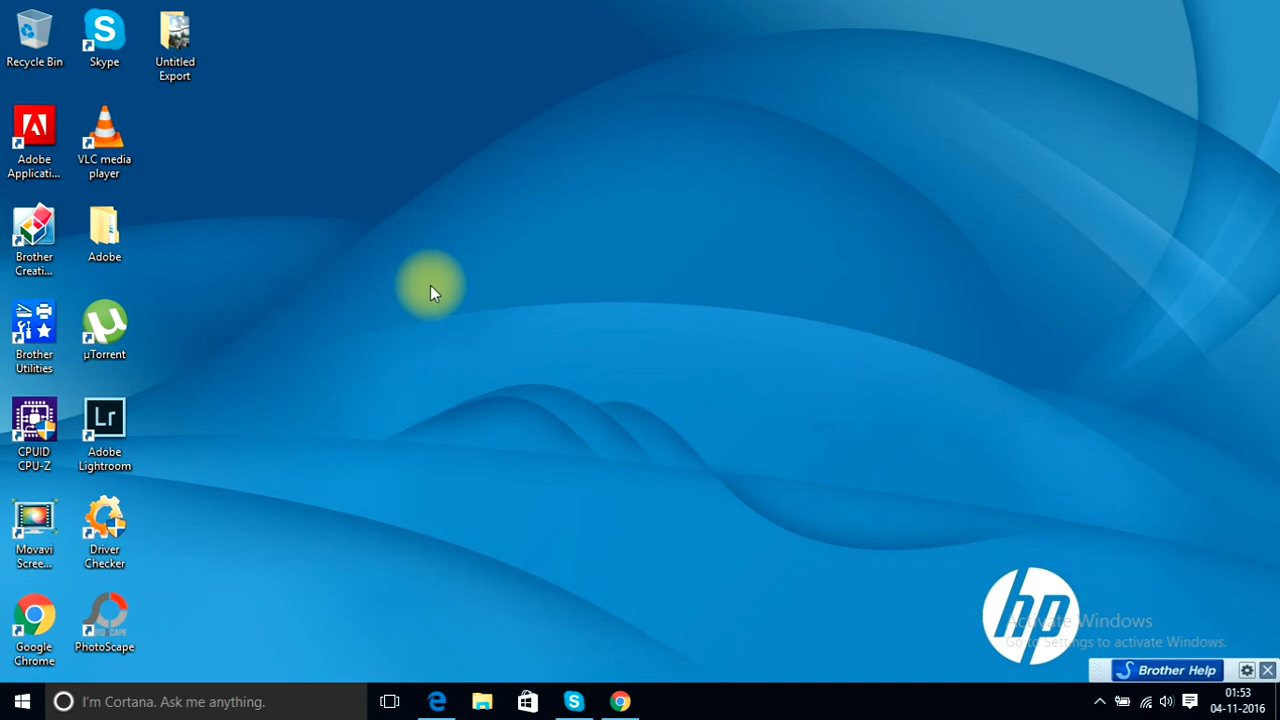 Recycle Bin
Skype
Untitled
Export
Adobe
Applicati...
VLC media
player
Brother
Creati...
Adobe
Brother
Utilities
µTorrent
CPUID
CPU-Z
Lr
Adobe
Lightroom
Movavi
Scree...
Driver
Checker
Google
Chrome
PhotoScape
hp
Activate Windows
Go to Settings to activate Windows.
Brother Help
I'm Cortana. Ask me anything.
01:53
04-11-2016